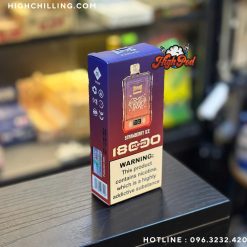 HIGHCHILLING.COM
High Pod
STRAWBERRY ICE
18000
WARNING:
This product
contains nicotine,
which is a highly
addictive substance
HOTLINE : 096.3232.420